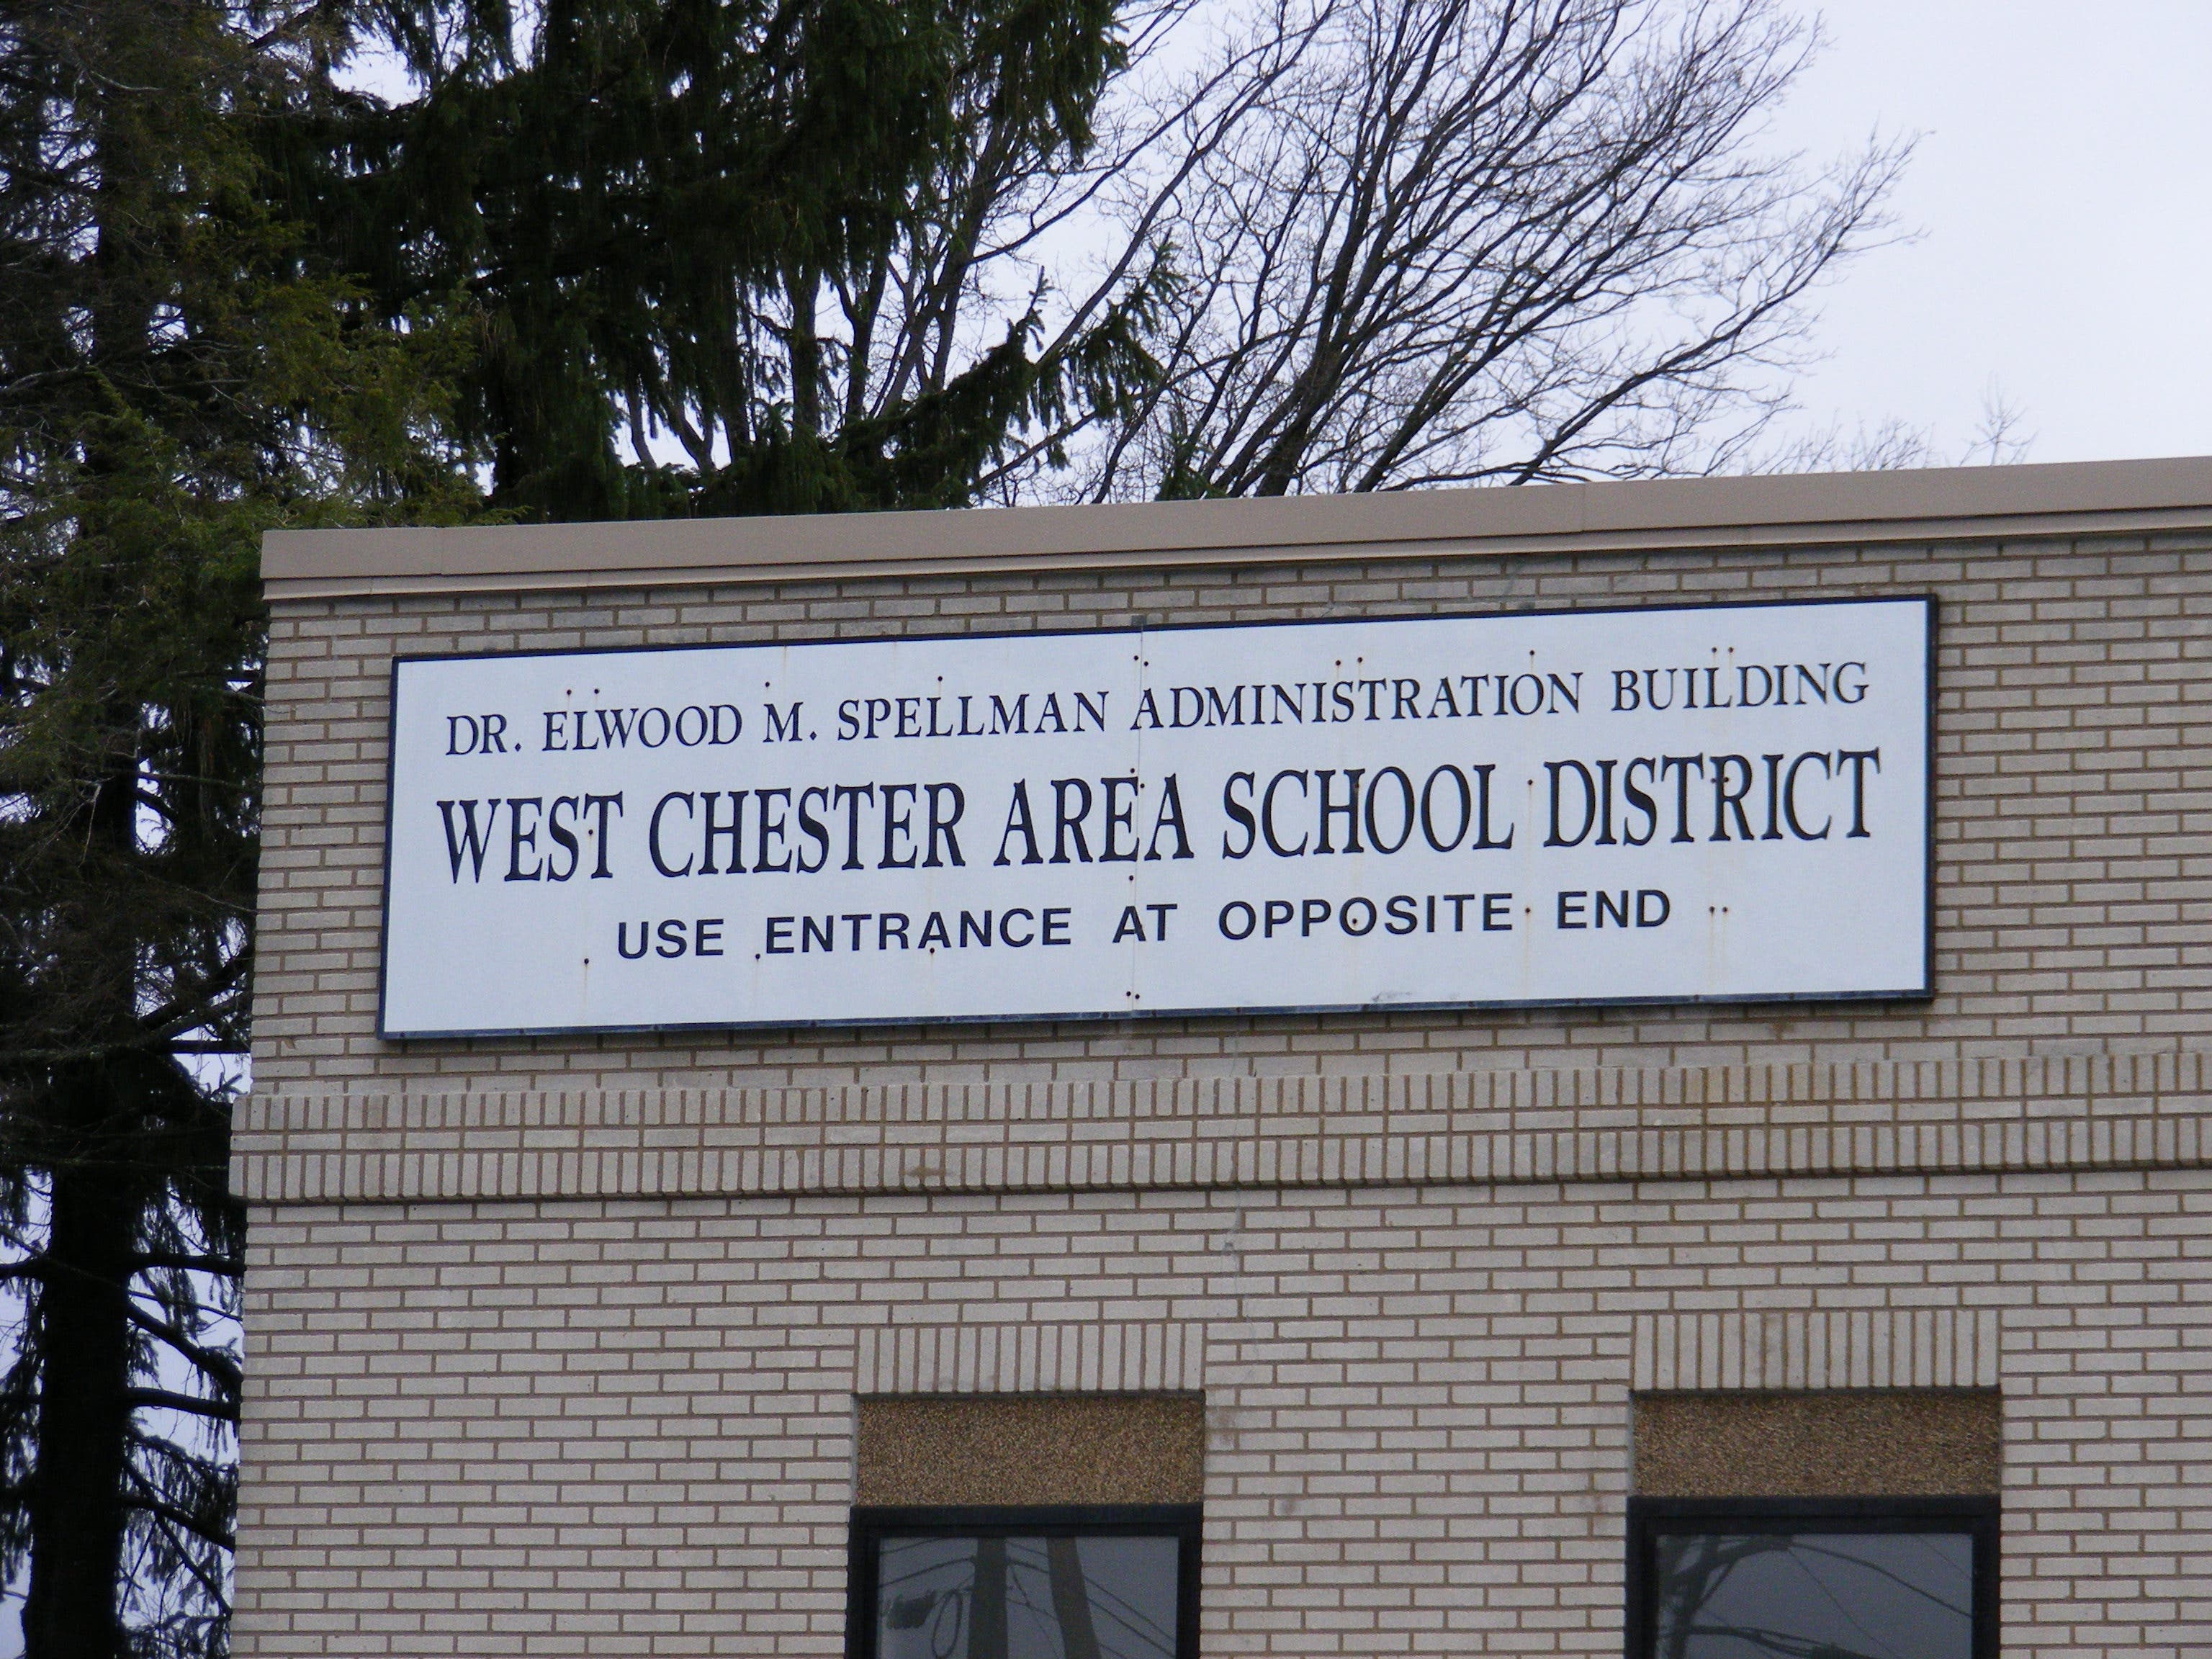 DR. ELWOOD M. SPELLMAN ADMINISTRATION BUILDING
WEST CHESTER AREA SCHOOL DISTRICT
USE ENTRANCE AT OPPOSITE END